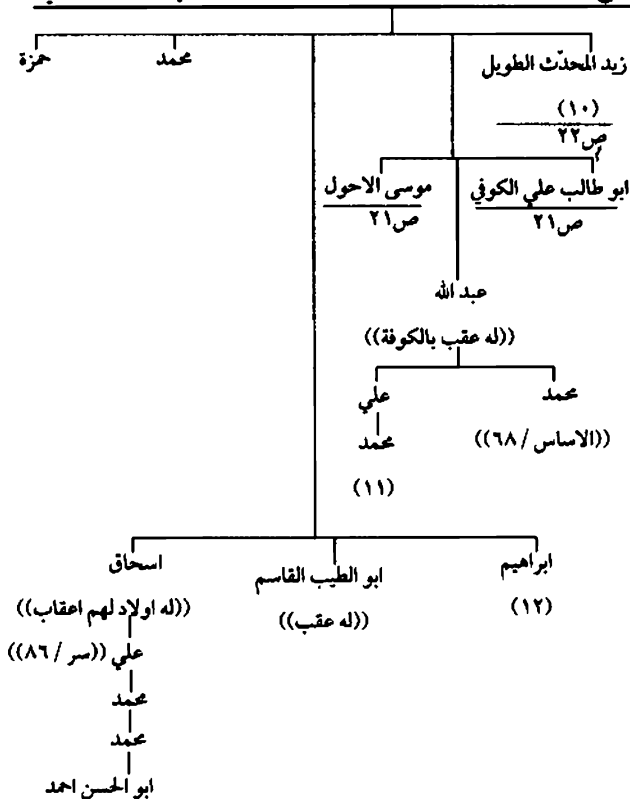 زيد المحدّث الطويل محمد حمزة
(١٠)
ص٢٢
ابو طالب علي الكوفي موسى الاحول
ص٢١ ص٢١
عبد الله
((له عقب بالكوفة))
محمد علي
((الاساس / ٦٨)) محمد
(١١)
ابراهيم ابو الطيب القاسم اسحاق
(١٢) ((له عقب)) ((له اولاد لهم اعقاب))
علي ((سر / ٨٦))
محمد
محمد
ابو الحسن احمد